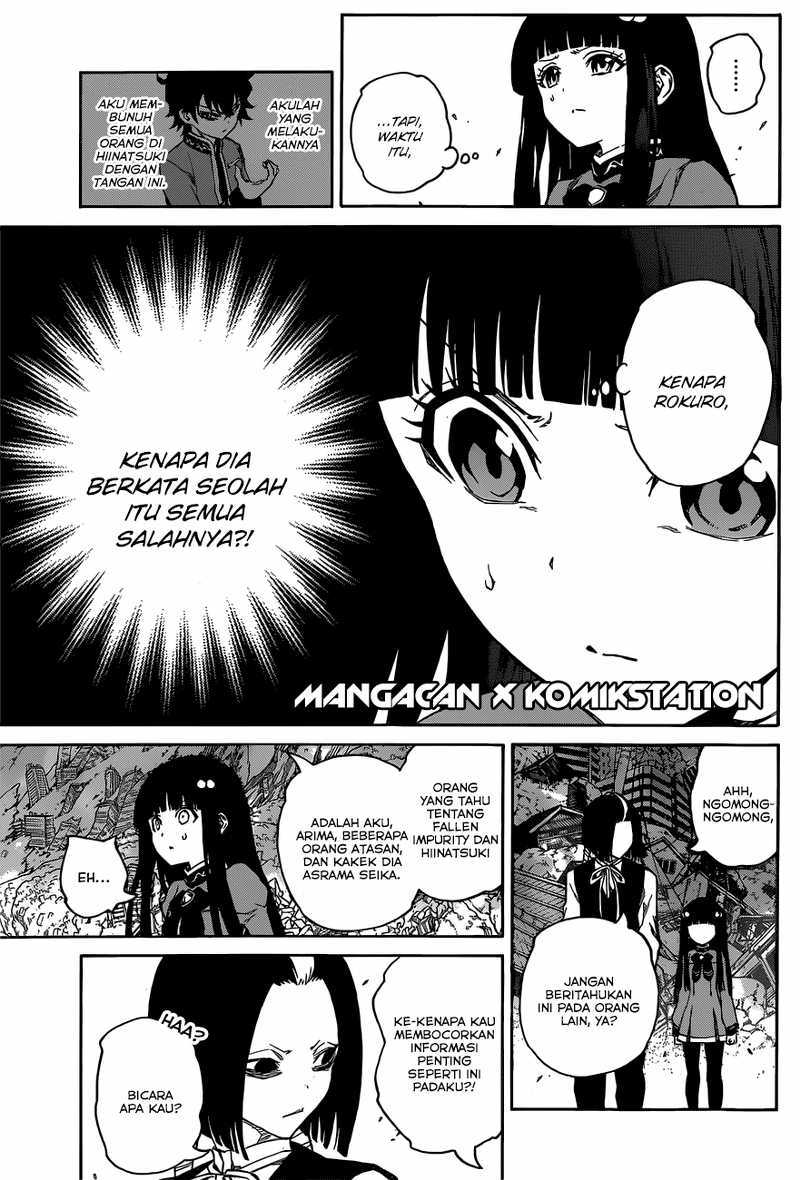 ........
...TAPI,
WAKTU
ITU,
AKULAH
YANG
MELAKU-
KANNYA
AKU MEM-
BUNUH
SEMUA
ORANG DI
HIINATSUKI
DENGAN
TANGAN INI.
KENAPA
ROKURO,
KENAPA DIA
BERKATA SEOLAH
ITU SEMUA
SALAHNYA?!
MANGACAN X KOMIKSTATION
AHH,
NGOMONG-
NGOMONG,
JANGAN
BERITAHUKAN
INI PADA ORANG
LAIN, YA?
ORANG
YANG TAHU
TENTANG
FALLEN
IMPURITY DAN
HIINATSUKI
ADALAH AKU,
ARIMA, BEBERAPA
ORANG ATASAN,
DAN KAKEK DIA
ASRAMA SEIKA.
EH...
KE-KENAPA KAU
MEMBOCORKAN
INFORMASI
PENTING
SEPERTI INI
PADAKU?!
HAA?
BICARA
APA KAU?